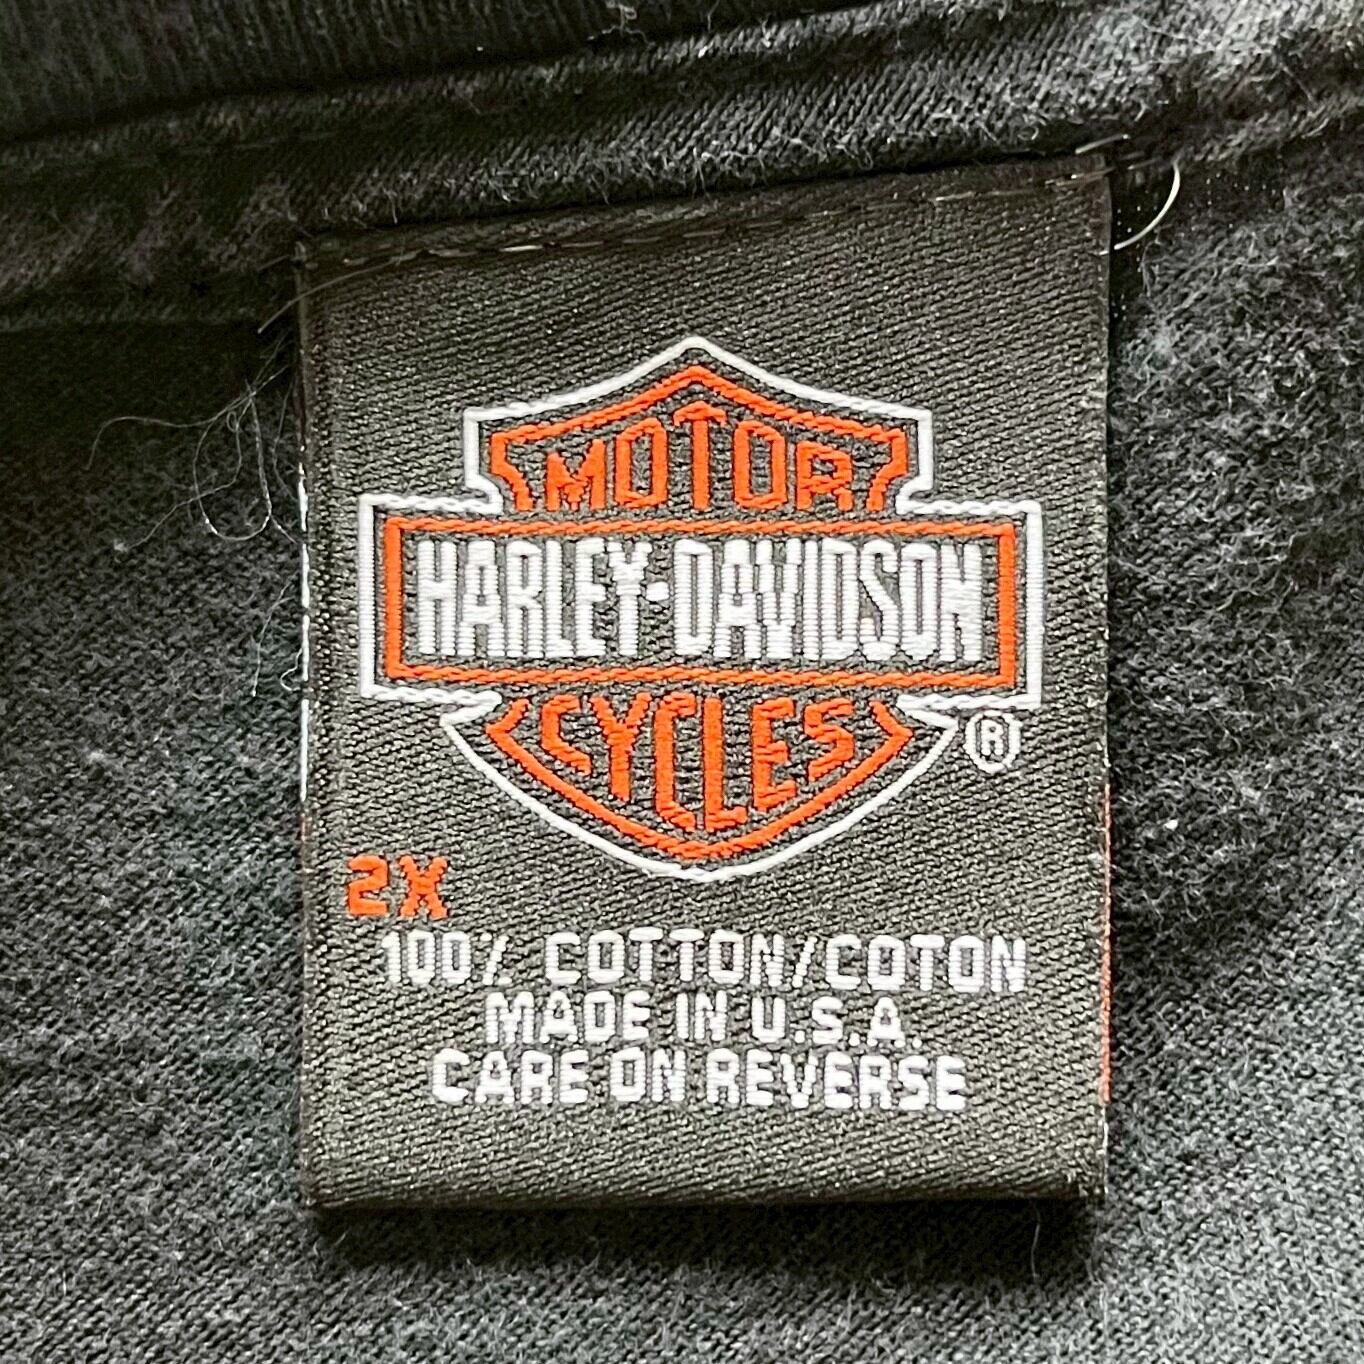 MOTOR
HARLEY-DAVIDSON
CYCLES
®
2X
100% COTTON/COTON
MADE IN U.S.A.
CARE ON REVERSE